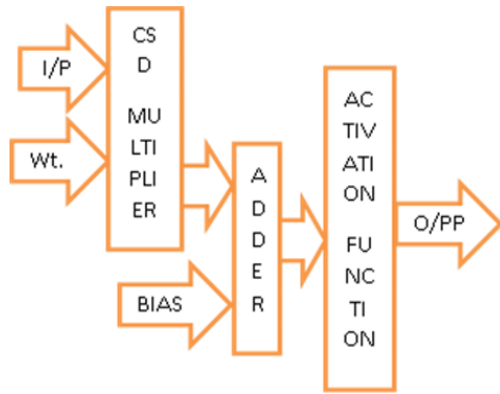 I/P
Wt.
CS
D
MU
LTI
PLI
ER
BIAS
A
D
D
E
R
AC
TIV
ATI
ON
FU
NC
TI
ON
O/PP